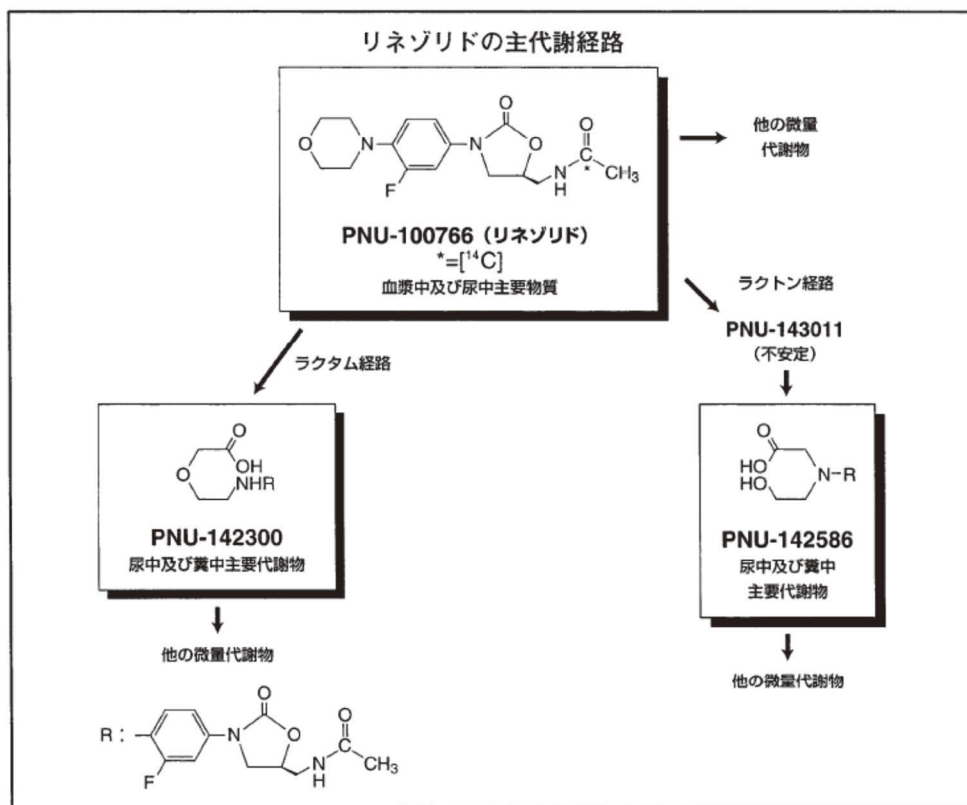 リネゾリドの主代謝経路
O
O
N
N
O
O
C
*
N
H
CH₃
F
PNU-100766(リネゾリド)
*=[¹⁴C]
血漿中及び尿中主要物質
他の微量
代謝物
ラクタム経路
ラクトン経路
PNU-143011
(不安定)
O
OH
O
NHR
PNU-142300
尿中及び糞中主要代謝物
他の微量代謝物
O
HO
HO
N-R
PNU-142586
尿中及び糞中
主要代謝物
他の微量代謝物
R:
F
N
O
O
N
H
O
CH₃